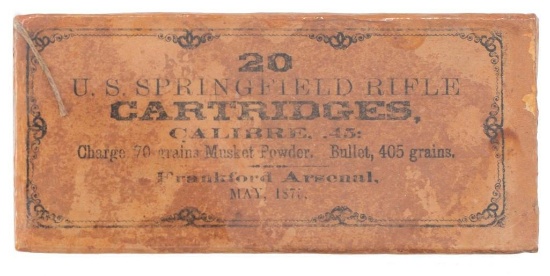 20
U. S. SPRINGFIELD RIFLE
CARTRIDGES,
CALIBRE, .45:
Charge 70 grains Musket Powder. Bullet, 405 grains.
Frankford Arsenal,
MAY,